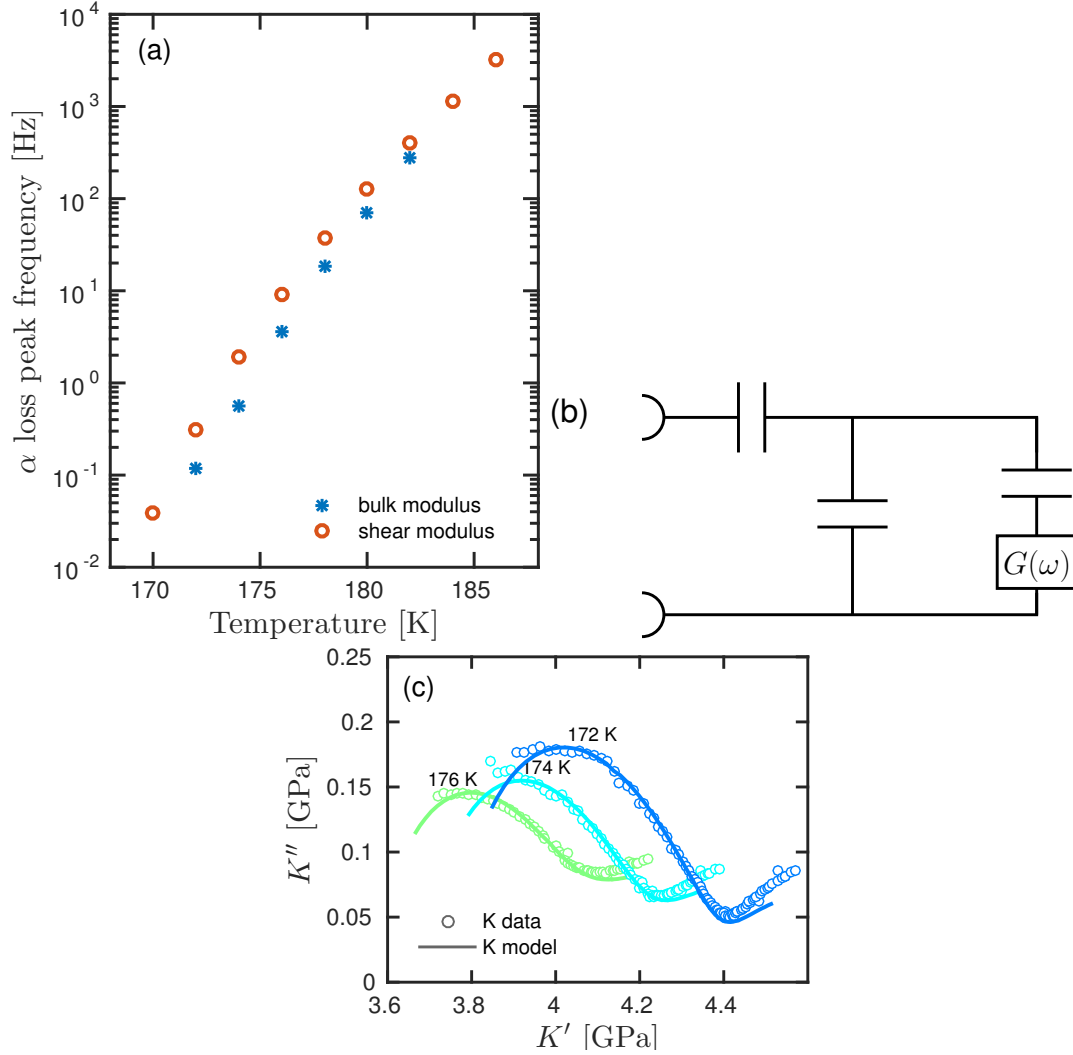 (a)
10^4
10^3
10^2
10^1
10^0
10^-1
10^-2
α loss peak frequency [Hz]
bulk modulus
shear modulus
170
175
180
185
Temperature [K]
(b)
G(ω)
(c)
0.25
0.2
0.15
0.1
0.05
0
K″ [GPa]
172 K
174 K
176 K
K data
K model
3.6
3.8
4
4.2
4.4
K′ [GPa]